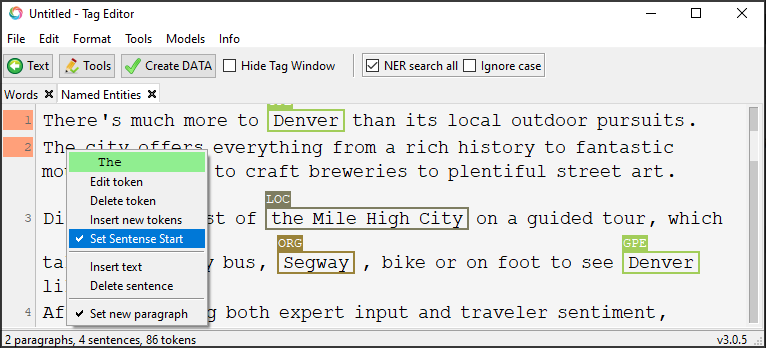 Untitled - Tag Editor
File Edit Format Tools Models Info
Text Tools Create DATA Hide Tag Window NER search all Ignore case
Words Named Entities
1 There's much more to Denver than its local outdoor pursuits.
2 The city offers everything from a rich history to fantastic
mo to craft breweries to plentiful street art.
The
Edit token
Delete token
Insert new tokens
Set Sentense Start
Insert text
Delete sentence
Set new paragraph
LOC
3 Di st of the Mile High City on a guided tour, which
ORG GPE
ta y bus, Segway , bike or on foot to see Denver
li
4 Af g both expert input and traveler sentiment,
2 paragraphs, 4 sentences, 86 tokens v3.0.5